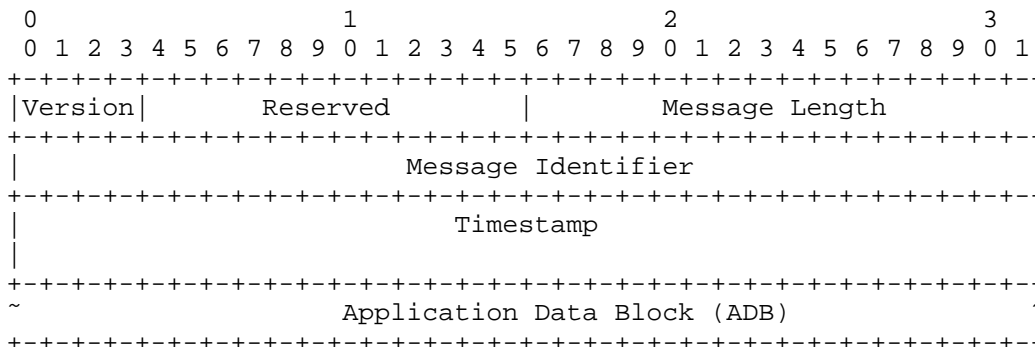 0                   1                   2                   3
0 1 2 3 4 5 6 7 8 9 0 1 2 3 4 5 6 7 8 9 0 1 2 3 4 5 6 7 8 9 0 1
+-+-+-+-+-+-+-+-+-+-+-+-+-+-+-+-+-+-+-+-+-+-+-+-+-+-+-+-+-+-+-+-
|Version|       Reserved        |        Message Length
+-+-+-+-+-+-+-+-+-+-+-+-+-+-+-+-+-+-+-+-+-+-+-+-+-+-+-+-+-+-+-+-
|                        Message Identifier
+-+-+-+-+-+-+-+-+-+-+-+-+-+-+-+-+-+-+-+-+-+-+-+-+-+-+-+-+-+-+-+-
|                           Timestamp
|
+-+-+-+-+-+-+-+-+-+-+-+-+-+-+-+-+-+-+-+-+-+-+-+-+-+-+-+-+-+-+-+-
~                    Application Data Block (ADB)               ~
+-+-+-+-+-+-+-+-+-+-+-+-+-+-+-+-+-+-+-+-+-+-+-+-+-+-+-+-+-+-+-+-